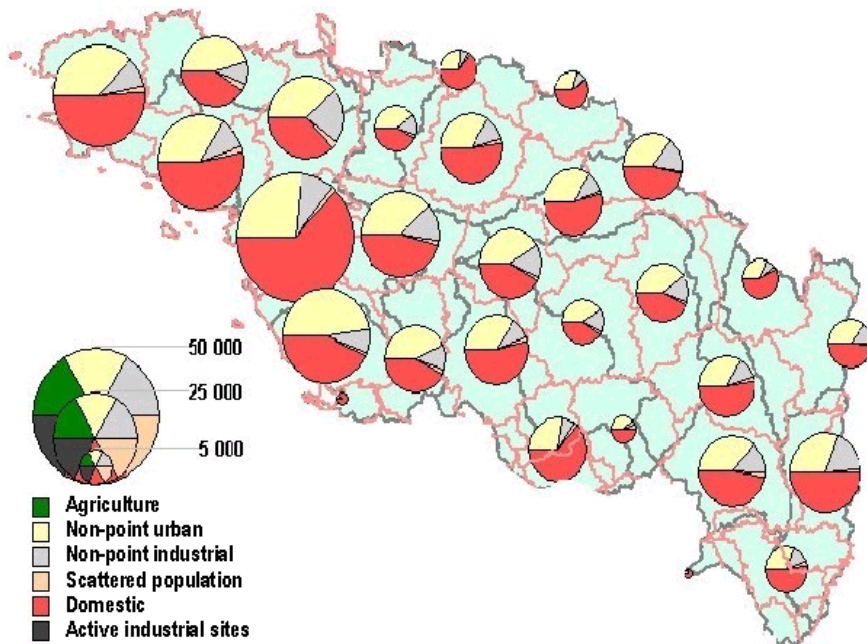 50 000
25 000
5 000
Agriculture
Non-point urban
Non-point industrial
Scattered population
Domestic
Active industrial sites